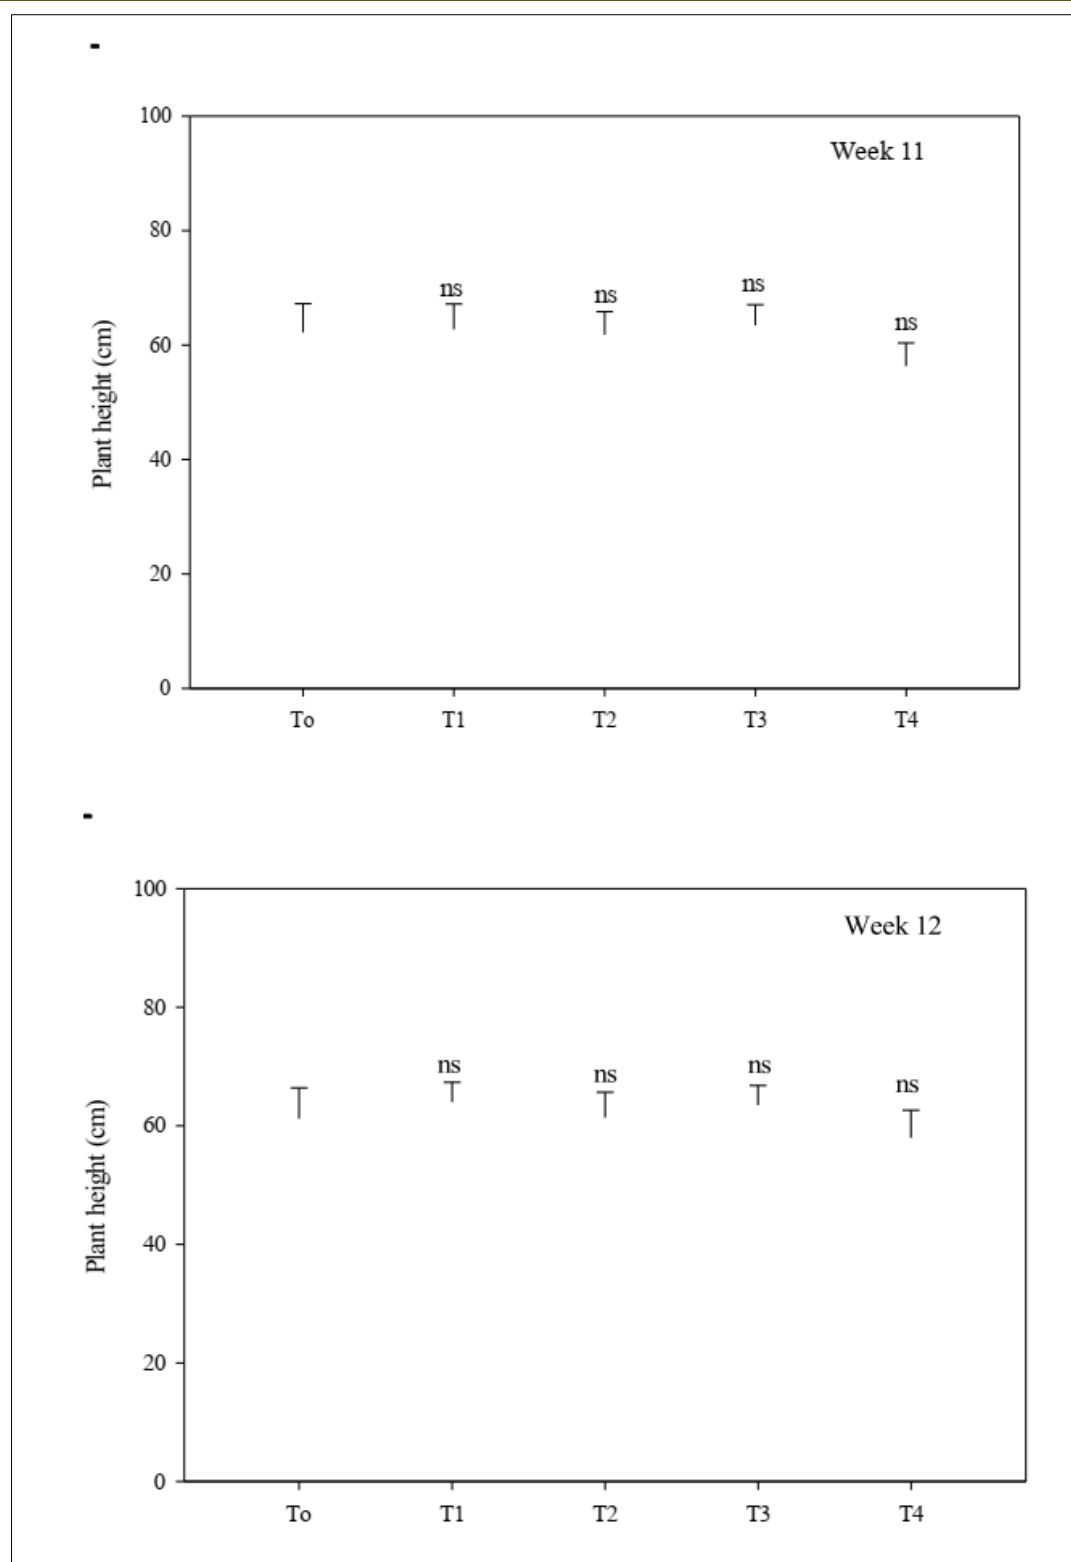 -
100
Week 11
80
ns
ns
ns
ns
60
Plant height (cm)
40
20
0
To T1 T2 T3 T4
-
100
Week 12
80
ns
ns
ns
ns
60
Plant height (cm)
40
20
0
To T1 T2 T3 T4